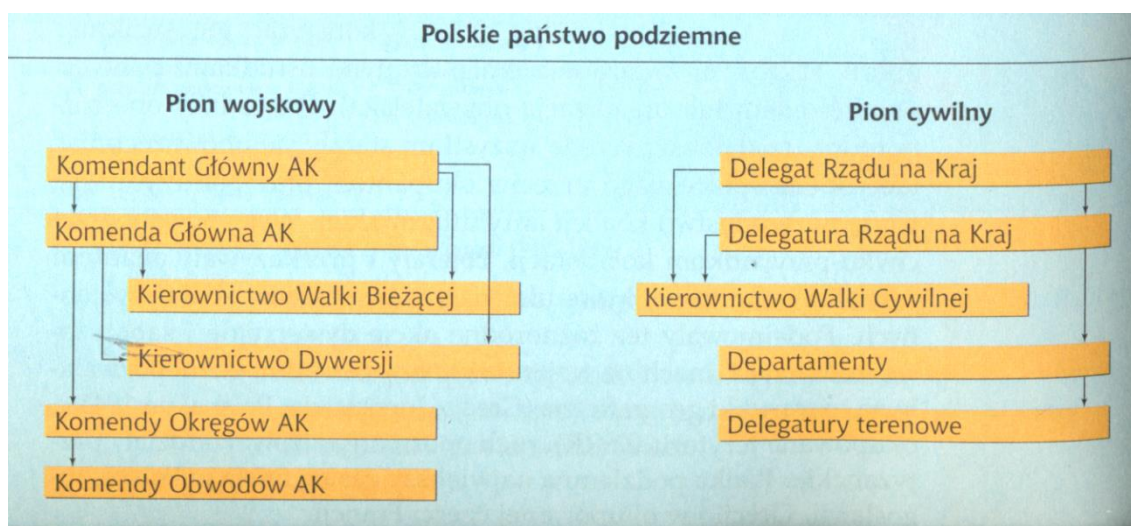 Polskie państwo podziemne
Pion wojskowy
Komendant Główny AK
Komenda Główna AK
Kierownictwo Walki Bieżącej
Kierownictwo Dywersji
Komendy Okręgów AK
Komendy Obwodów AK
Pion cywilny
Delegat Rządu na Kraj
Delegatura Rządu na Kraj
Kierownictwo Walki Cywilnej
Departamenty
Delegatury terenowe